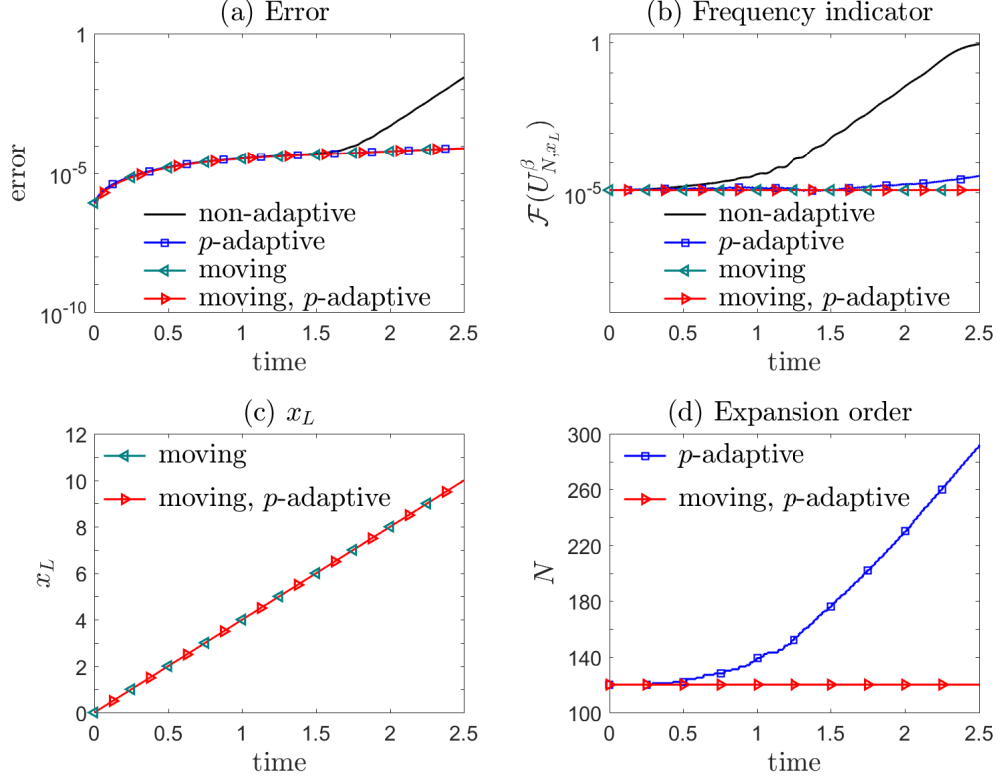 (a) Error
1
10-5
10-10
error
non-adaptive
p-adaptive
moving
moving, p-adaptive
0 0.5 1 1.5 2 2.5
time
(b) Frequency indicator
1
10-5
F(UβN,xL)
non-adaptive
p-adaptive
moving
moving, p-adaptive
0 0.5 1 1.5 2 2.5
time
(c) xL
12
10
8
6
4
2
0
xL
moving
moving, p-adaptive
0 0.5 1 1.5 2 2.5
time
(d) Expansion order
300
260
220
180
140
100
N
p-adaptive
moving, p-adaptive
0 0.5 1 1.5 2 2.5
time